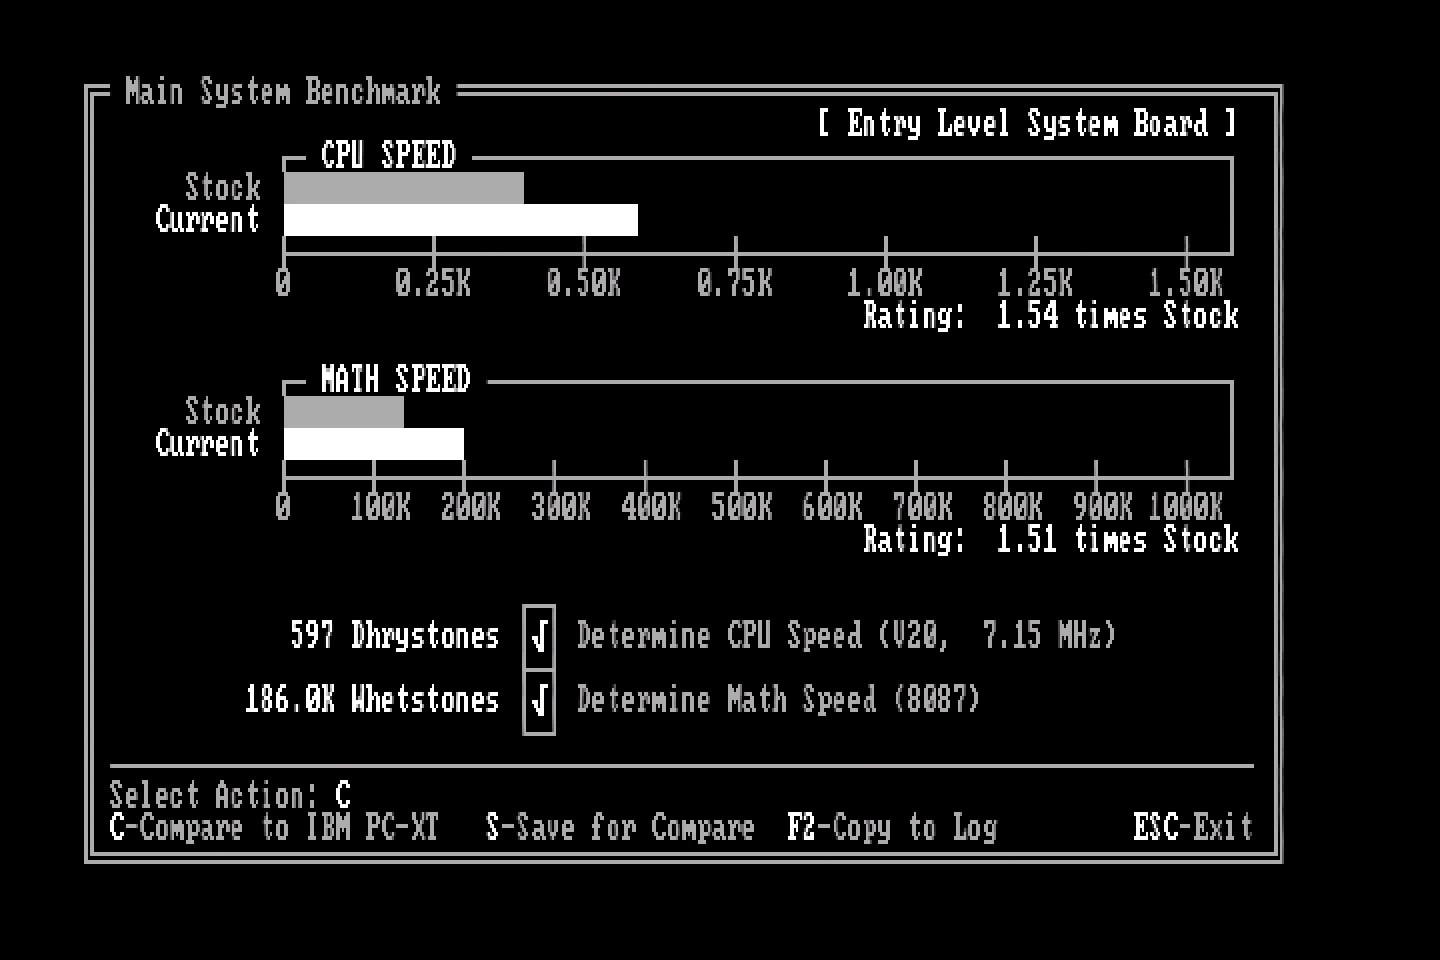 Main System Benchmark
[ Entry Level System Board ]
CPU SPEED
Stock
Current
0 0.25K 0.50K 0.75K 1.00K 1.25K 1.50K
Rating: 1.54 times Stock
MATH SPEED
Stock
Current
0 100K 200K 300K 400K 500K 600K 700K 800K 900K 1000K
Rating: 1.51 times Stock
597 Dhrystones √ Determine CPU Speed (V20, 7.15 MHz)
186.0K Whetstones √ Determine Math Speed (8087)
Select Action: C
C-Compare to IBM PC-XT S-Save for Compare F2-Copy to Log ESC-Exit